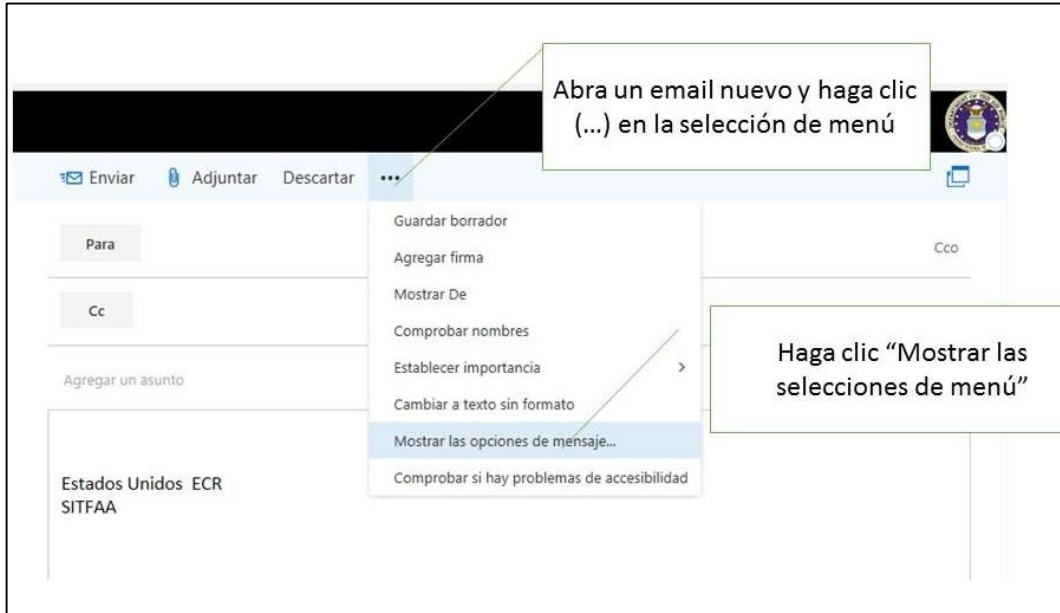 Abra un email nuevo y haga clic
(...) en la selección de menú
Enviar Adjuntar Descartar •••
Guardar borrador
Para
Cco
Agregar firma
Mostrar De
Cc
Comprobar nombres
Haga clic “Mostrar las
selecciones de menú”
Establecer importancia >
Agregar un asunto
Cambiar a texto sin formato
Mostrar las opciones de mensaje...
Comprobar si hay problemas de accesibilidad
Estados Unidos ECR
SITFAA